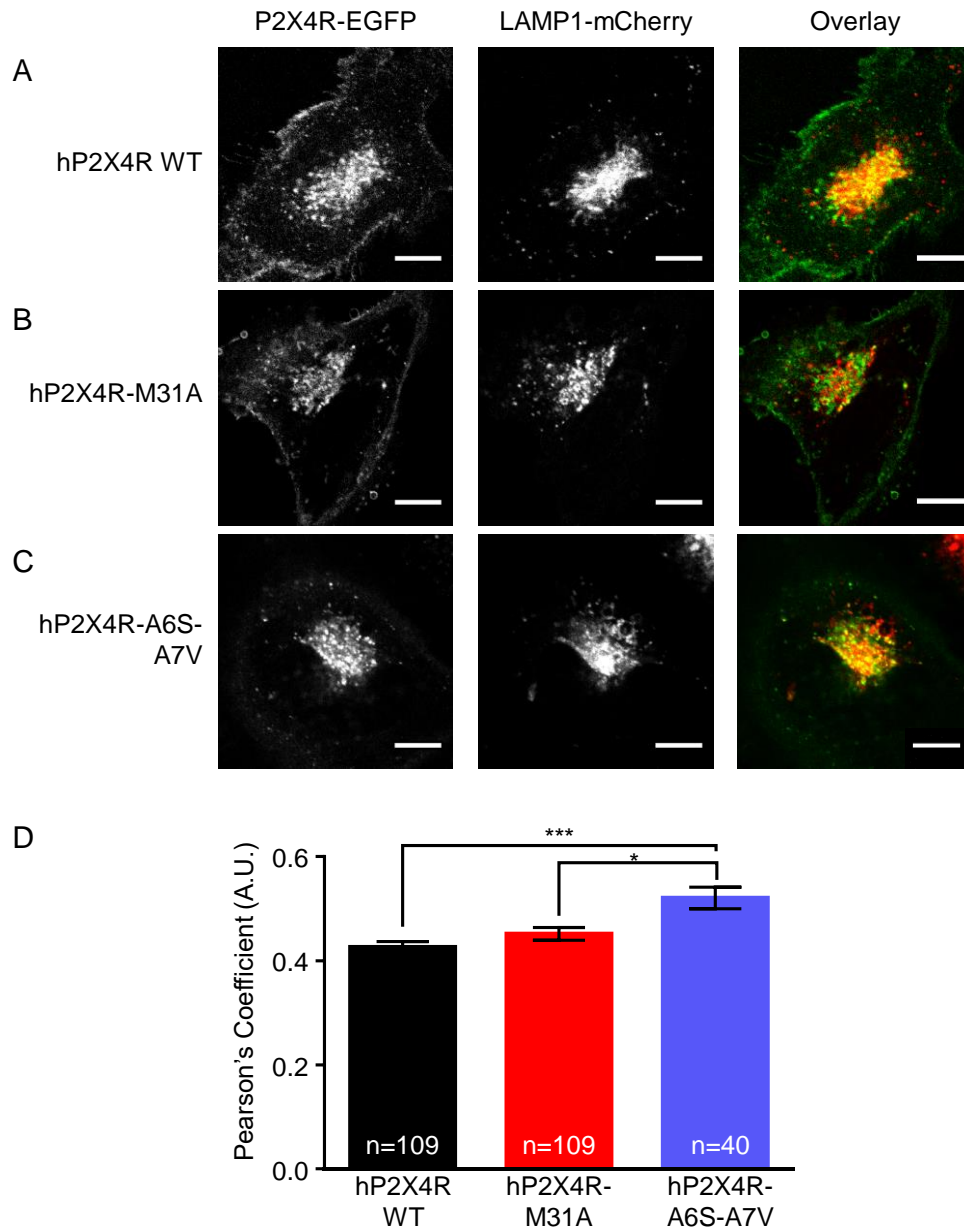 P2X4R-EGFP LAMP1-mCherry Overlay
A
hP2X4R WT
B
hP2X4R-M31A
C
hP2X4R-A6S-
A7V
D
***
*
Pearson's Coefficient (A.U.)
0.6
0.4
0.2
0.0
n=109 n=109 n=40
hP2X4R hP2X4R- hP2X4R-
WT M31A A6S-A7V